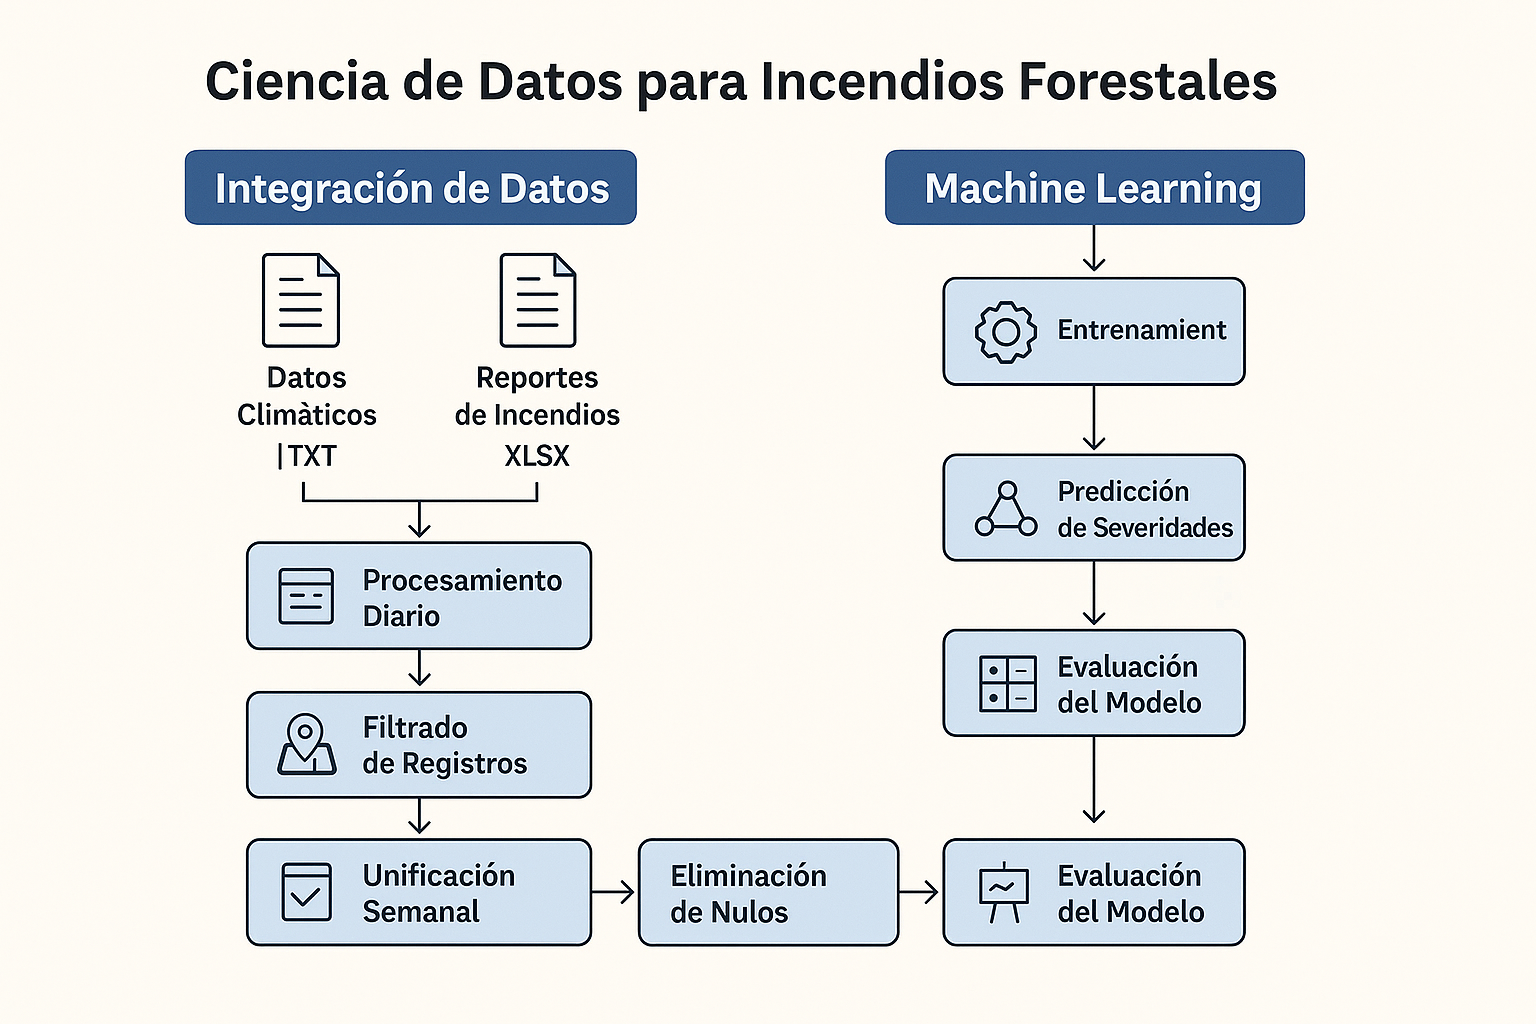 Ciencia de Datos para Incendios Forestales
Integración de Datos
Datos
Climàticos
|TXT
Reportes
de Incendios
XLSX
Procesamiento
Diario
Filtrado
de Registros
Unificación
Semanal
Eliminación
de Nulos
Machine Learning
Entrenamient
Predicción
de Severidades
Evaluación
del Modelo
Evaluación
del Modelo